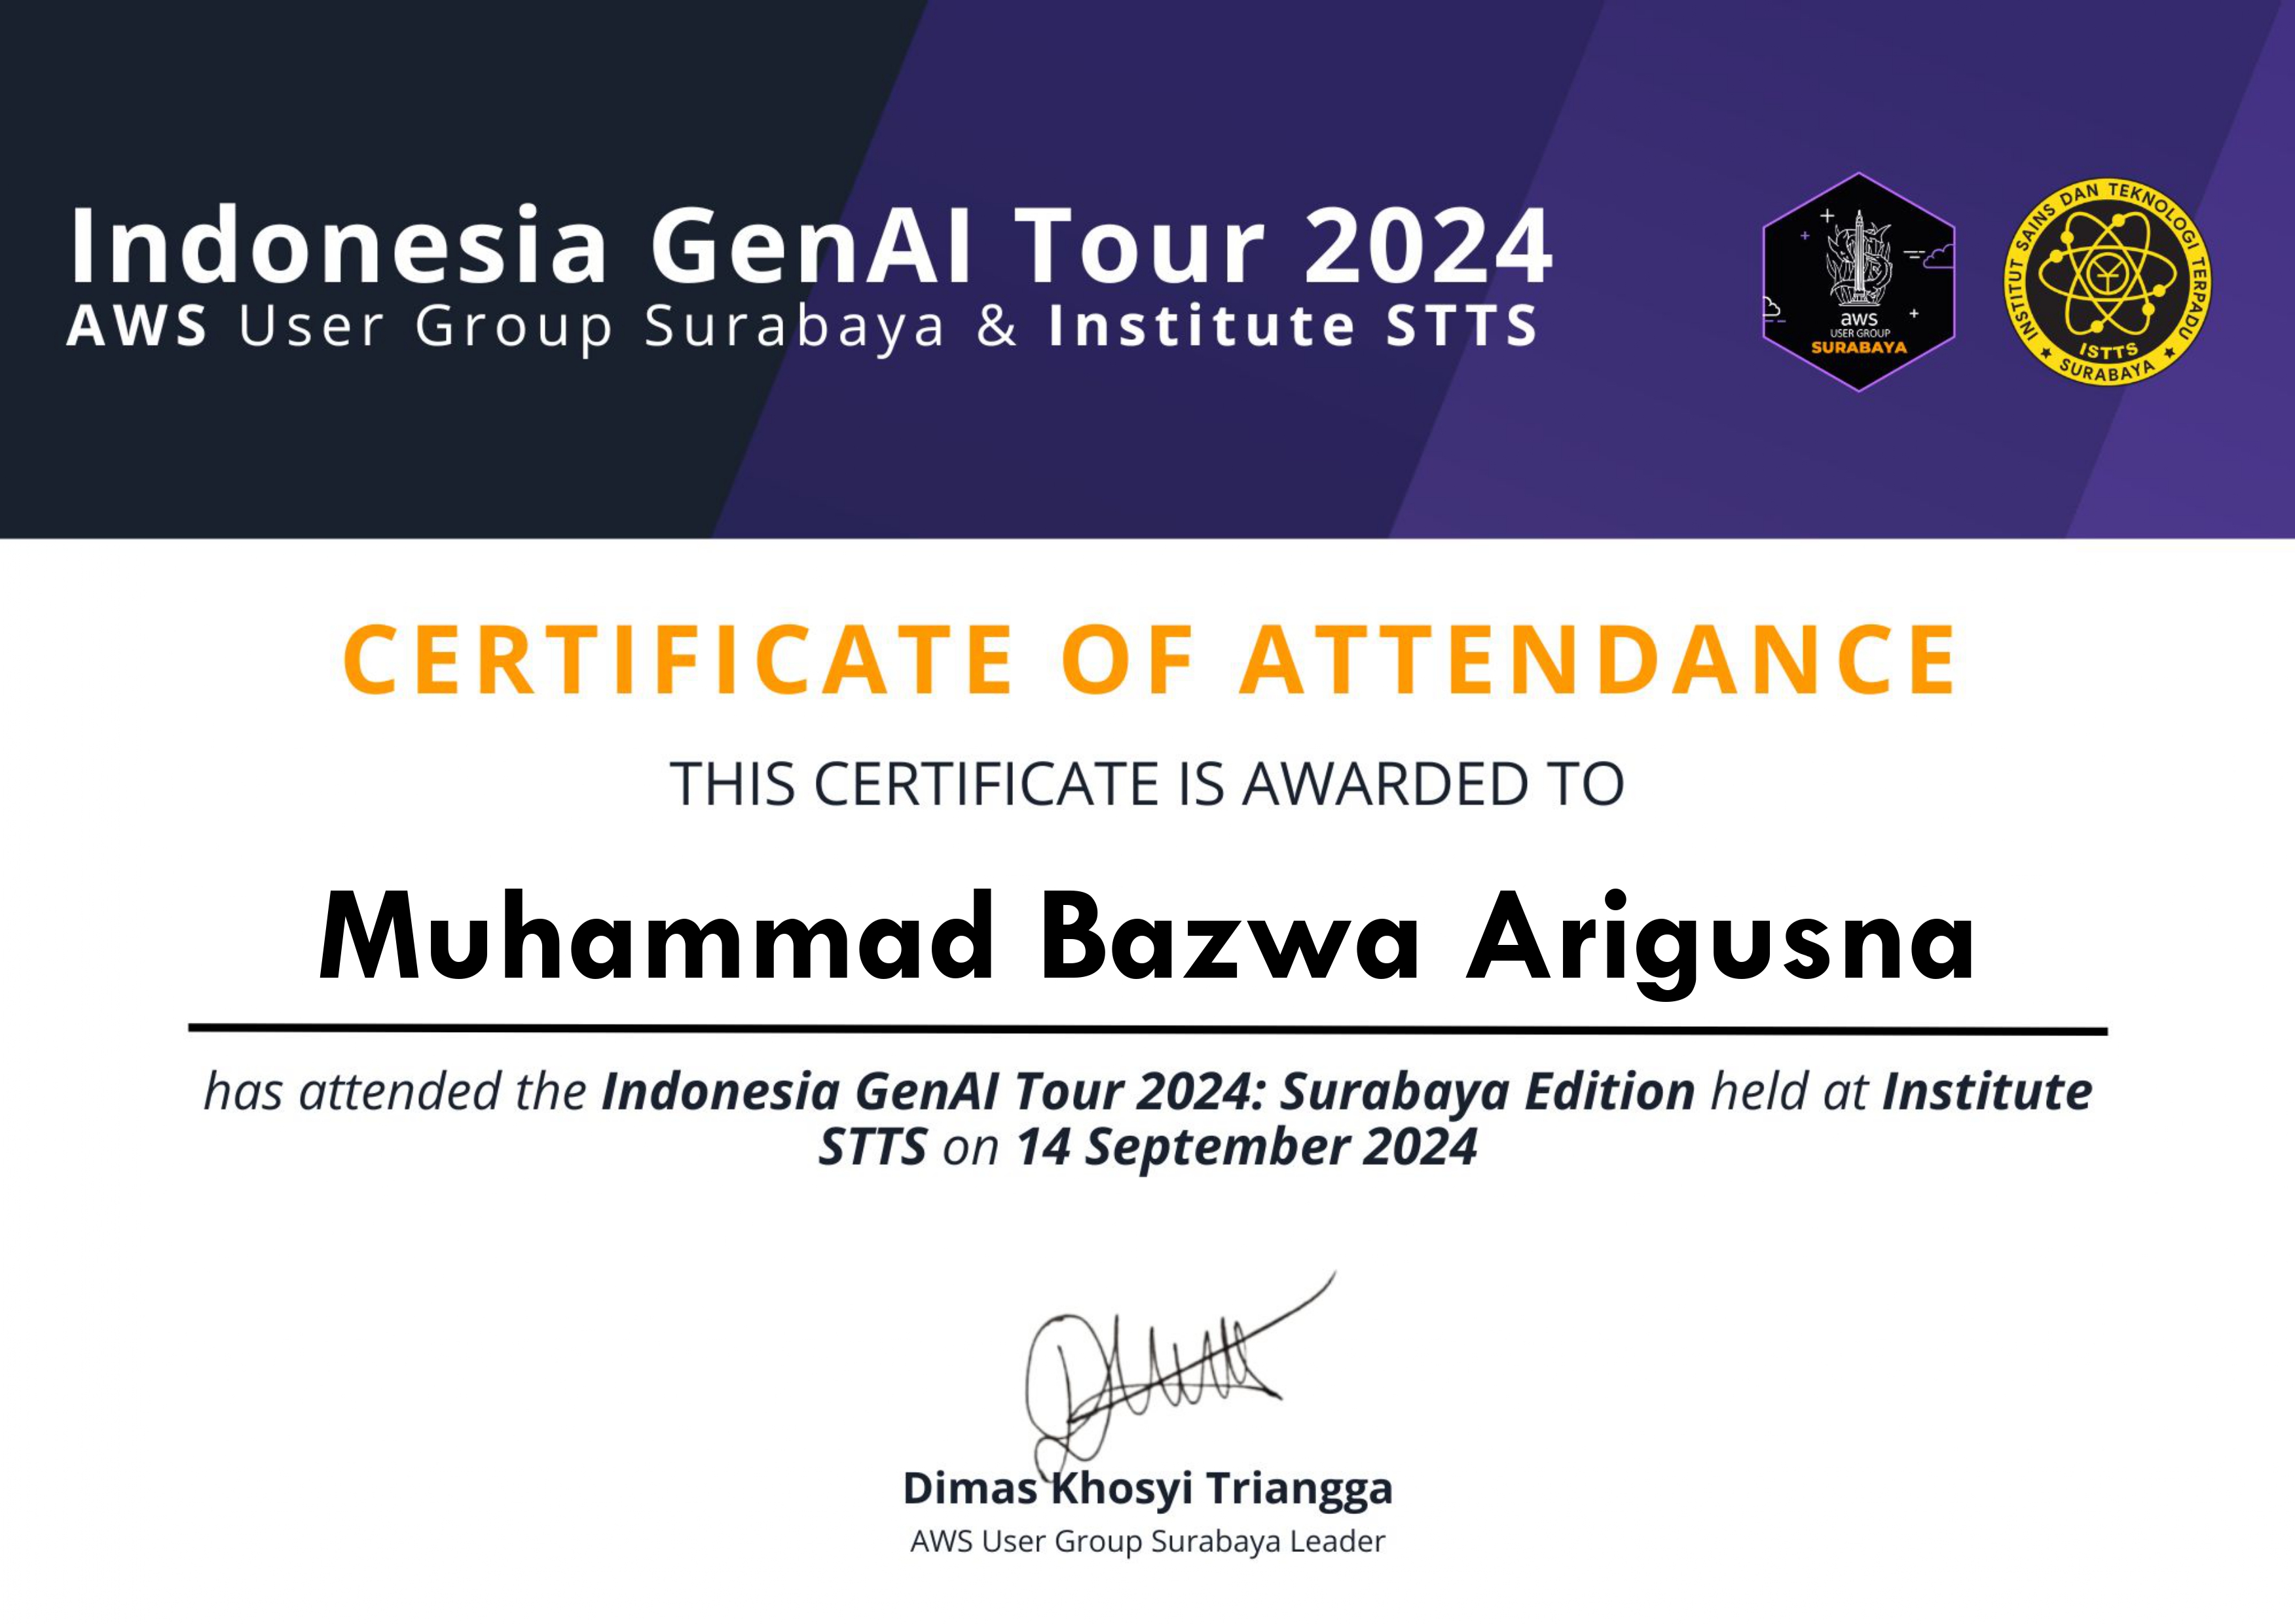 Indonesia GenAI Tour 2024
AWS User Group Surabaya & Institute STTS
aws
USER GROUP
SURABAYA
INSTITUT SAINS DAN TEKNOLOGI TERPADU
ISTTS
SURABAYA
CERTIFICATE OF ATTENDANCE
THIS CERTIFICATE IS AWARDED TO
Muhammad Bazwa Arigusna
has attended the Indonesia GenAI Tour 2024: Surabaya Edition held at Institute
STTS on 14 September 2024
Dimas Khosyi Triangga
AWS User Group Surabaya Leader